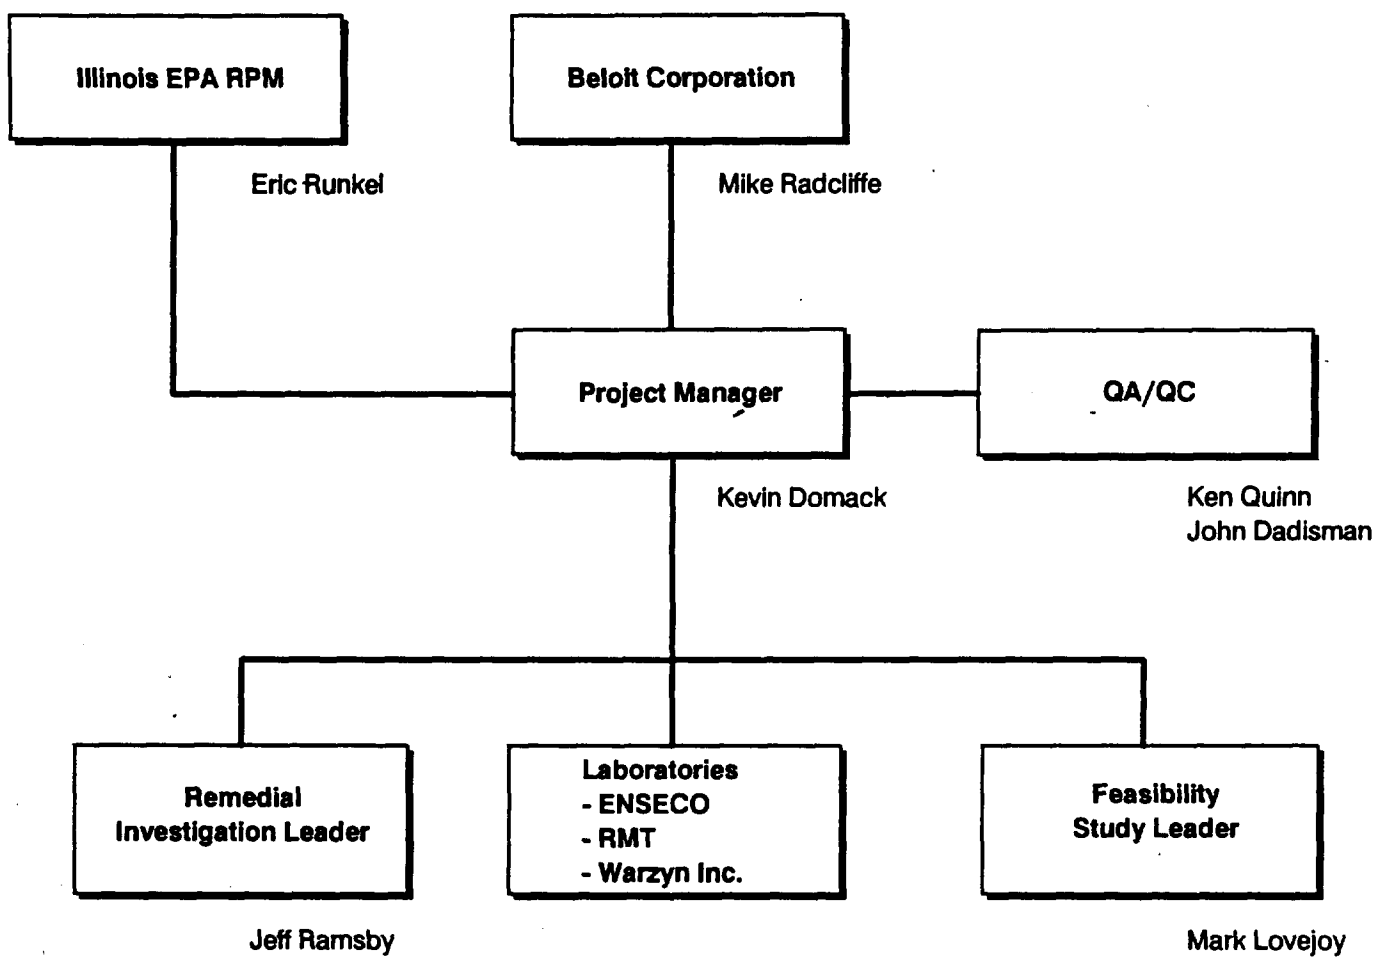 Illinois EPA RPM
Beloit Corporation
Eric Runkel
Mike Radcliffe
Project Manager
QA/QC
Kevin Domack
Ken Quinn
John Dadisman
Remedial
Investigation Leader
Laboratories
- ENSECO
- RMT
- Warzyn Inc.
Feasibility
Study Leader
Jeff Ramsby
Mark Lovejoy